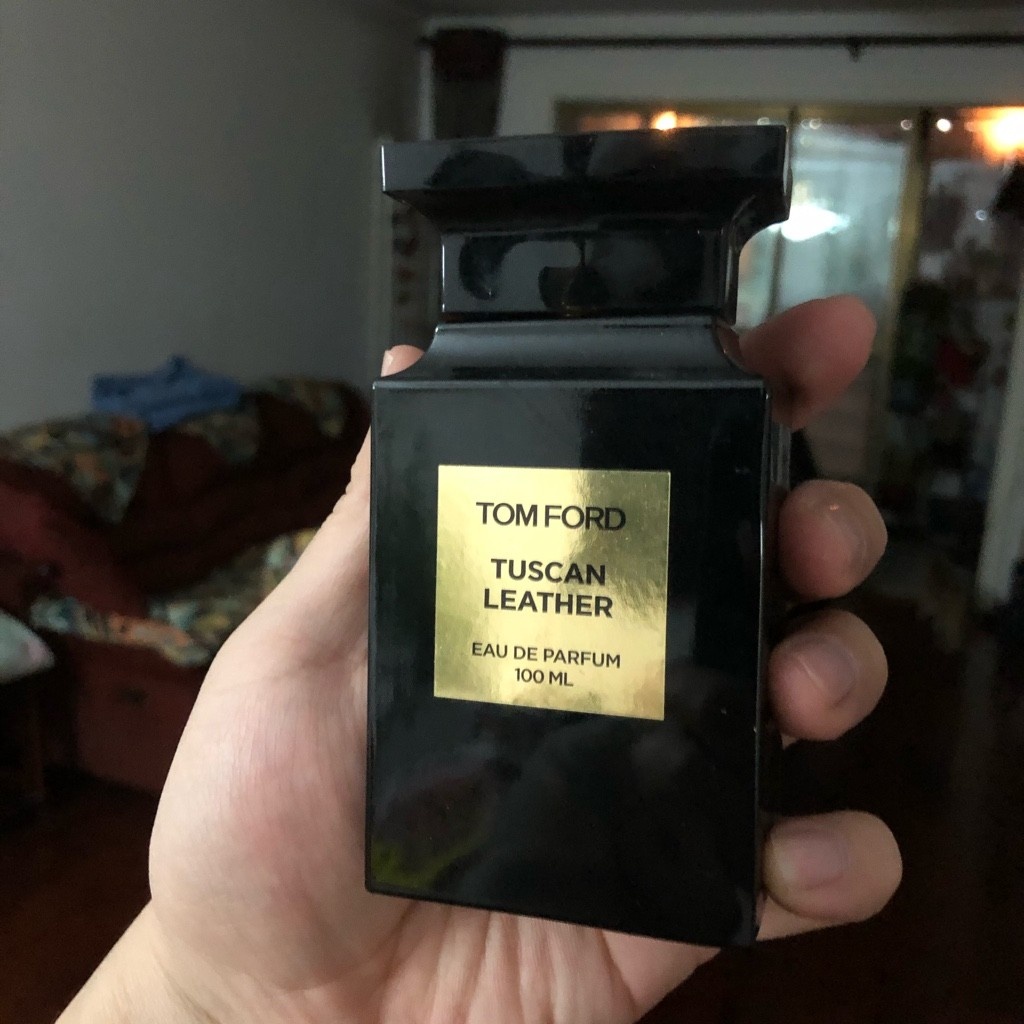 TOM FORD
TUSCAN
LEATHER
EAU DE PARFUM
100 ML